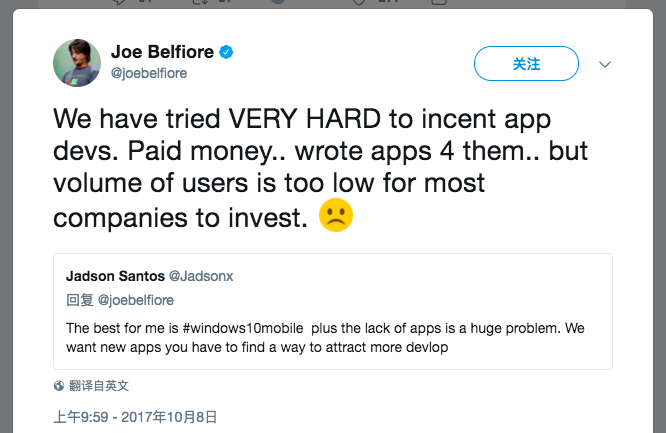 Joe Belfiore
@joebelfiore
关注
We have tried VERY HARD to incent app
devs. Paid money.. wrote apps 4 them.. but
volume of users is too low for most
companies to invest.
Jadson Santos @Jadsonx
回复 @joebelfiore
The best for me is #windows10mobile plus the lack of apps is a huge problem. We
want new apps you have to find a way to attract more devlop
翻译自英文
上午9:59 - 2017年10月8日